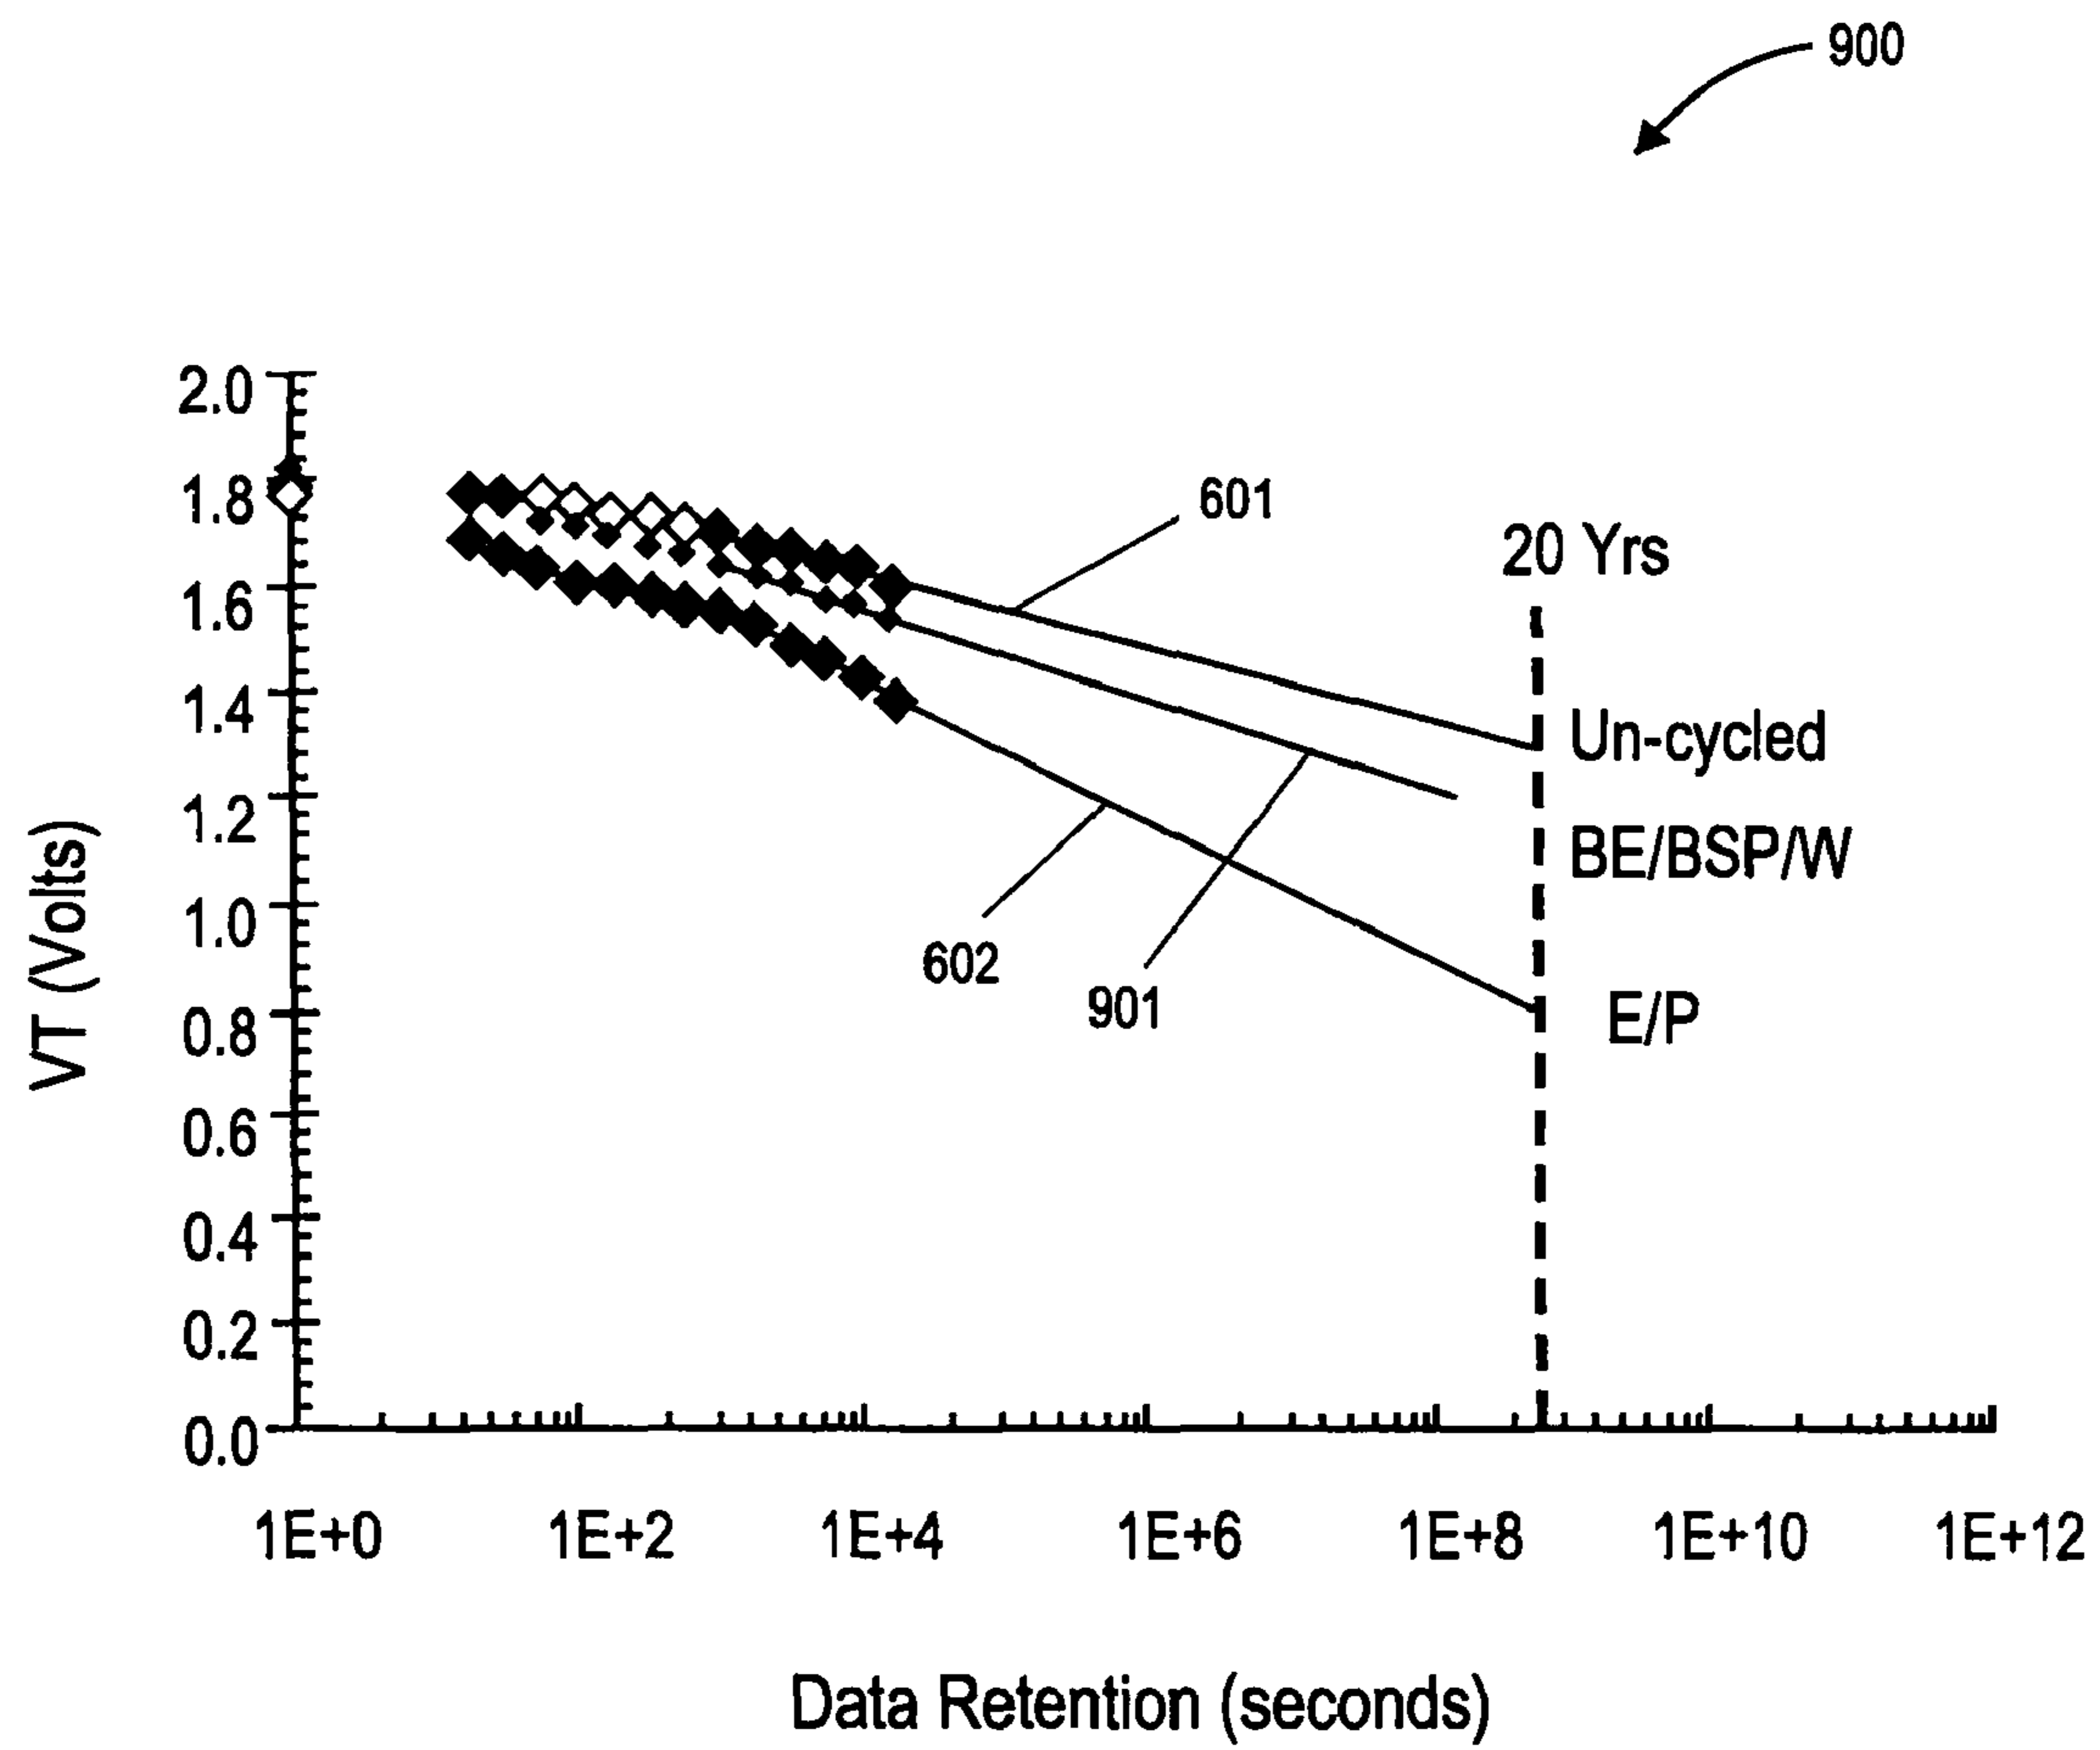 900
2.0
1.8
1.6
1.4
1.2
1.0
0.8
0.6
0.4
0.2
0.0
VT (Volts)
601
20 Yrs
Un-cycled
BE/BSP/W
602
901
E/P
1E+0 1E+2 1E+4 1E+6 1E+8 1E+10 1E+12
Data Retention (seconds)